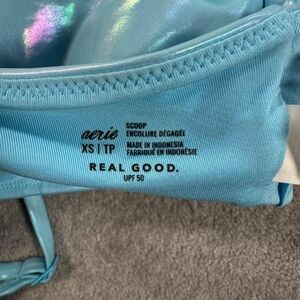 aerie
XS | TP
SCOOP
ENCOLURE DÉGAGÉE
MADE IN INDONESIA
FABRIQUÉ EN INDONÉSIE
REAL GOOD.
UPF 50